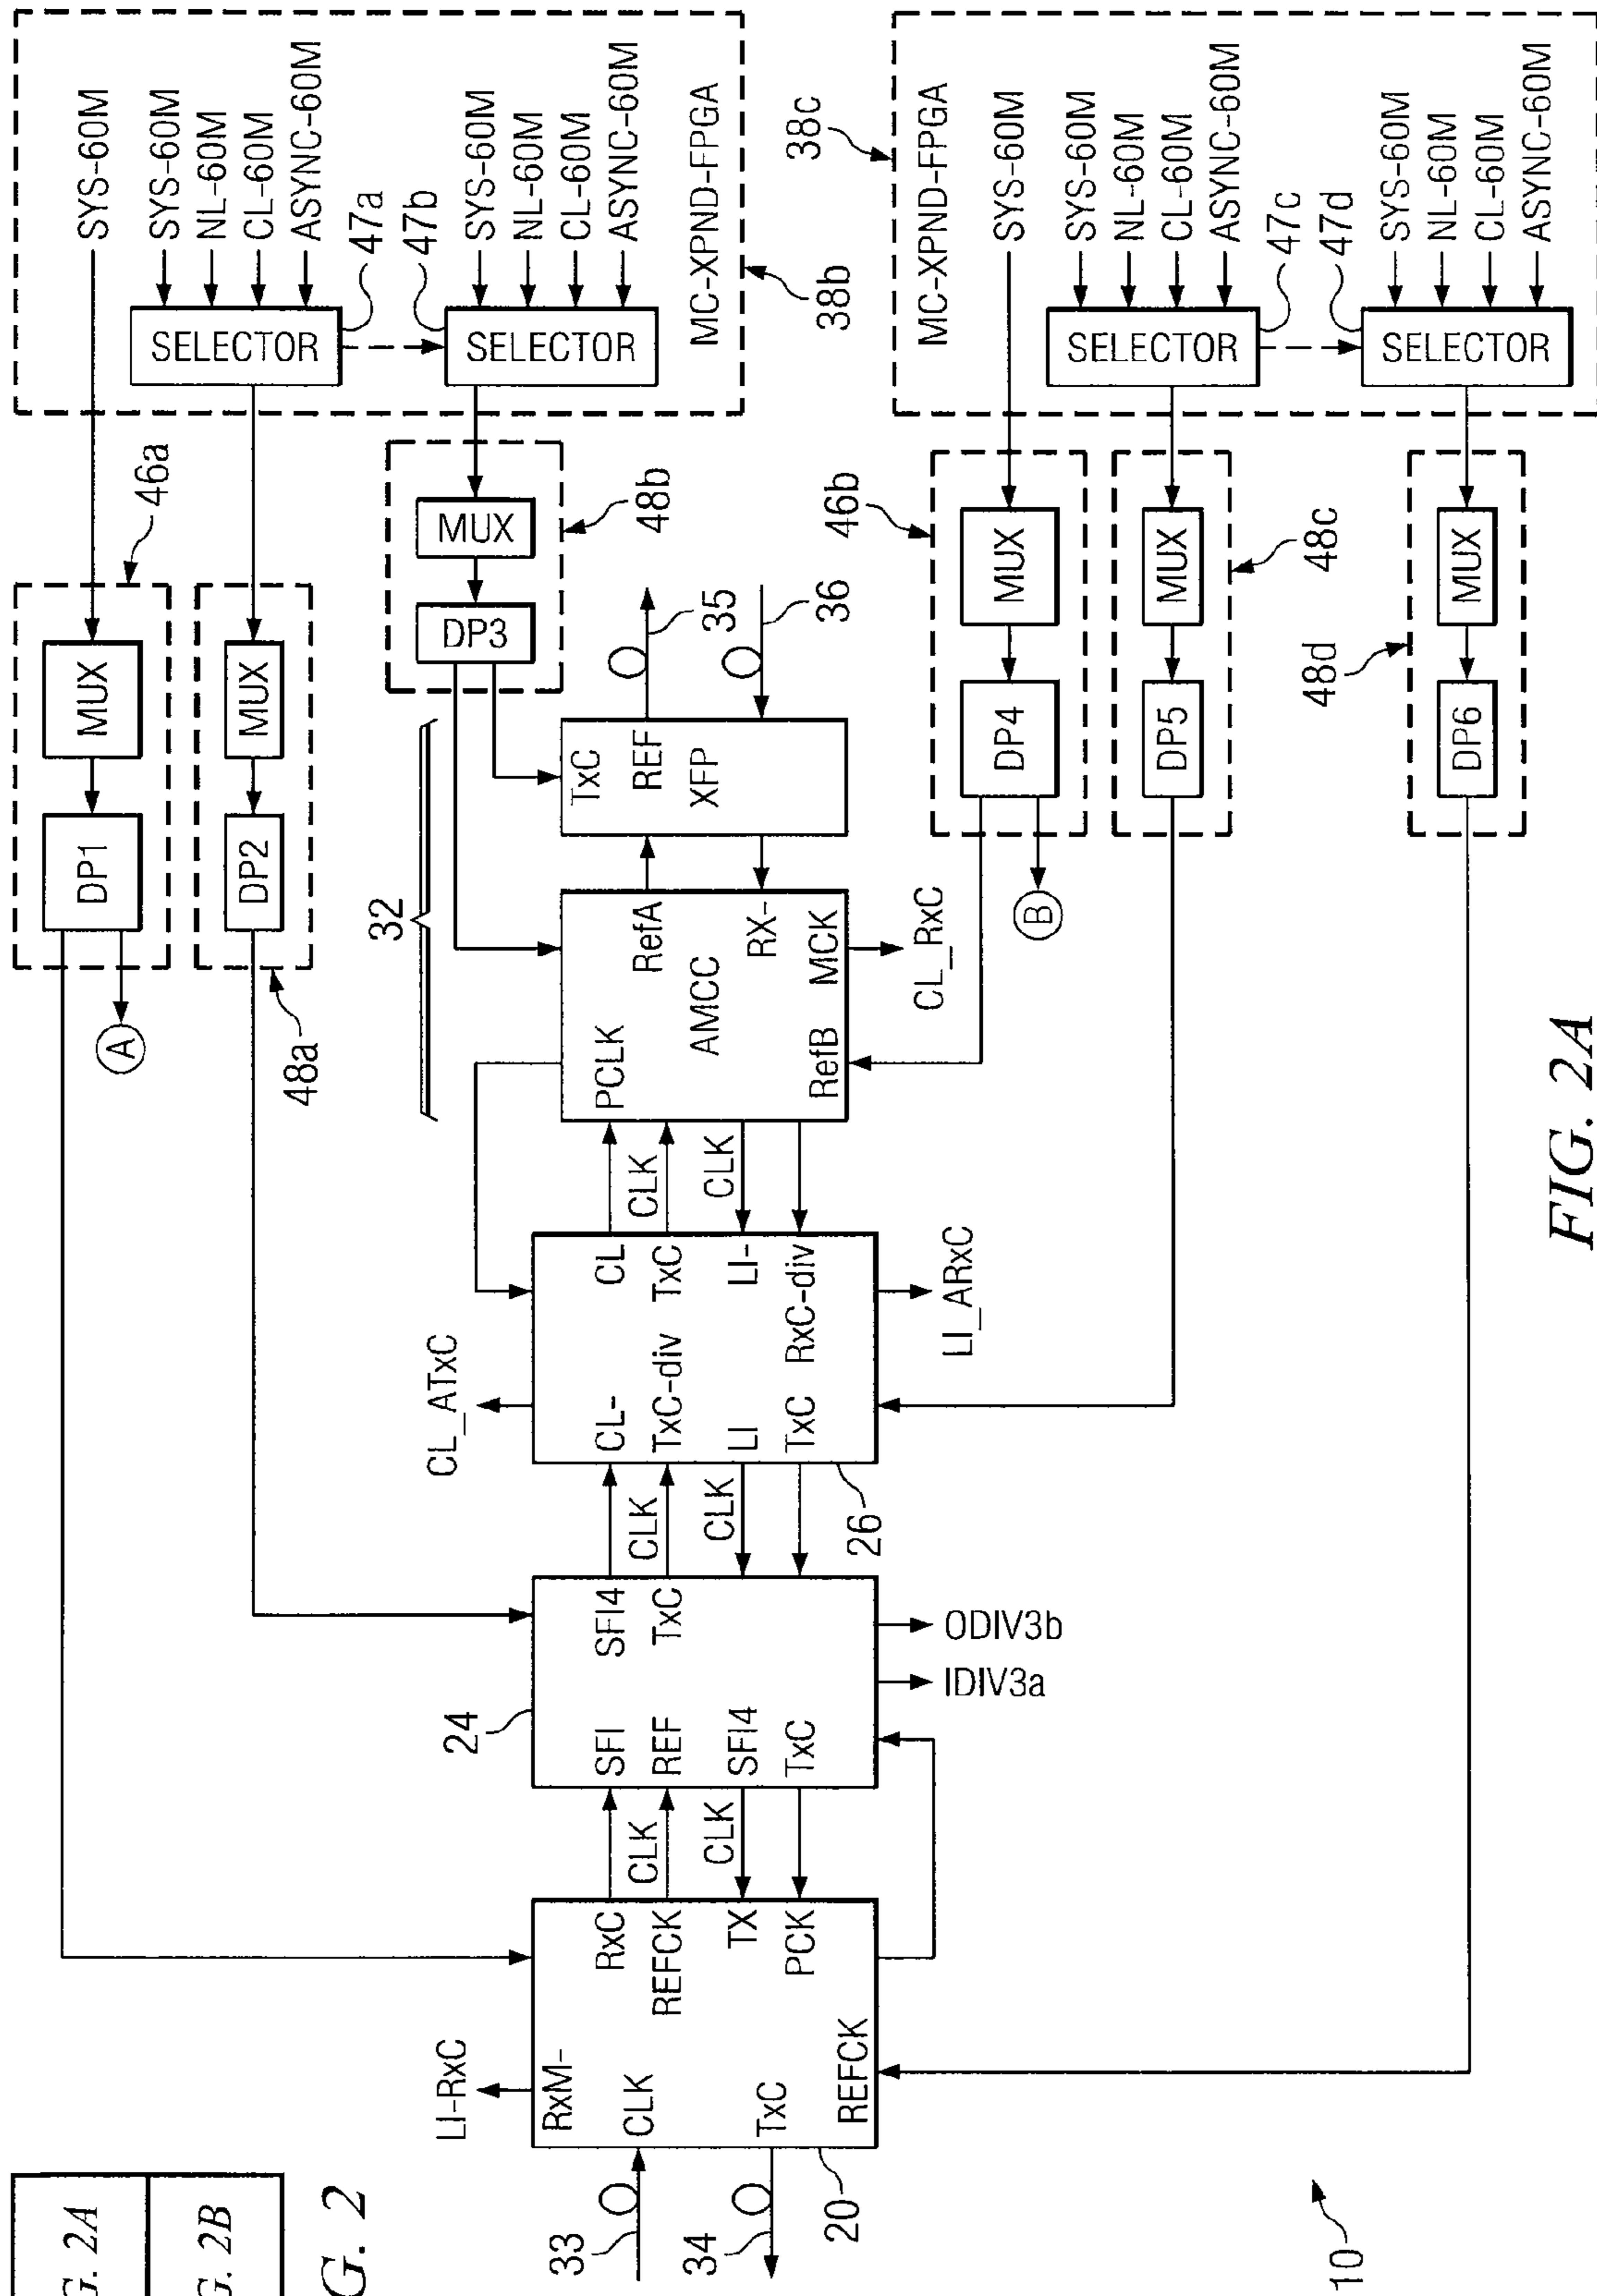 FIG. 2A
FIG. 2B
FIG. 2
10
33
34
20
LI-RxC
RxM-
CLK
TxC
REFCK
RxC
REFCK
TX
PCK
CLK
CLK
24
SFI
REF
SFI4
TxC
SFI4
TxC
IDIV3a
ODIV3b
CLK
CLK
26
CL_ATxC
CL-
TxC-div
LI
TxC
CL
TxC
LI-
RxC-div
LI_ARxC
CLK
CLK
32
PCLK
AMCC
RefB
RefA
RX-
MCK
CL_RxC
TxC
REF
XFP
35
36
A
DP1
MUX
46a
DP2
MUX
48a
DP3
MUX
48b
B
DP4
MUX
46b
DP5
MUX
48c
DP6
MUX
48d
SYS-60M
SYS-60M
NL-60M
CL-60M
ASYNC-60M
SELECTOR
47a
47b
SELECTOR
SYS-60M
NL-60M
CL-60M
ASYNC-60M
MC-XPND-FPGA
38b
38c
MC-XPND-FPGA
SYS-60M
SYS-60M
NL-60M
CL-60M
ASYNC-60M
SELECTOR
47c
47d
SELECTOR
SYS-60M
NL-60M
CL-60M
ASYNC-60M
FIG. 2A